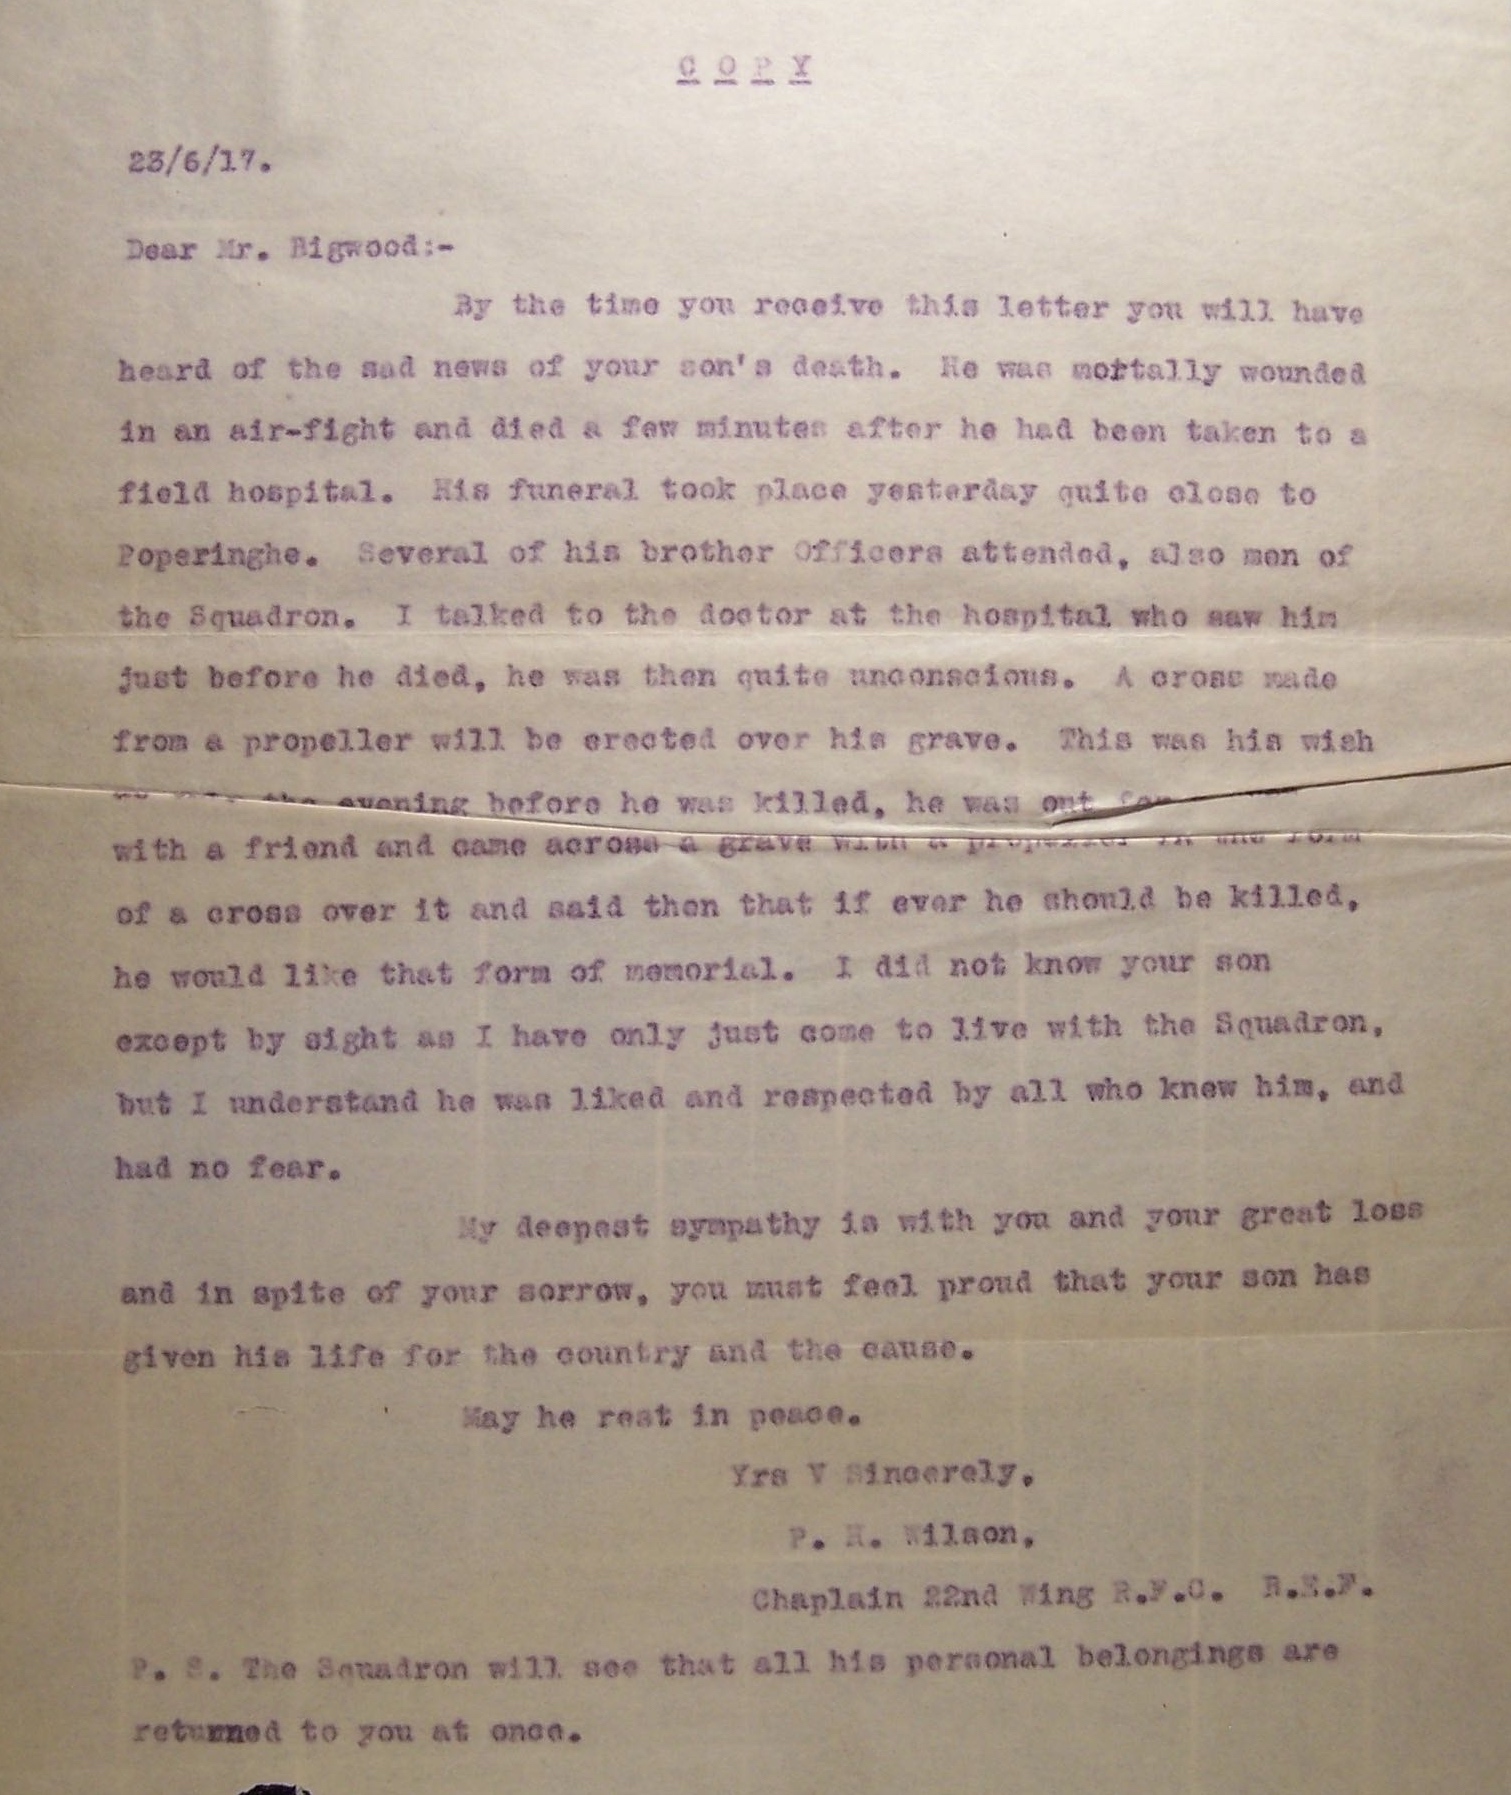 COPY
23/6/17.
Dear Mr. Bigwood:-
By the time you receive this letter you will have
heard of the sad news of your son's death. He was mortally wounded
in an air-fight and died a few minutes after he had been taken to a
field hospital. His funeral took place yesterday quite close to
Poperinghe. Several of his brother Officers attended, also men of
the Squadron. I talked to the doctor at the hospital who saw him
just before he died, he was then quite unconscious. A cross made
from a propeller will be erected over his grave. This was his wish
the evening before he was killed, he was out for
with a friend and came across a grave with a propeller in the form
of a cross over it and said then that if ever he should be killed,
he would like that form of memorial. I did not know your son
except by sight as I have only just come to live with the Squadron,
but I understand he was liked and respected by all who knew him, and
had no fear.
My deepest sympathy is with you and your great loss
and in spite of your sorrow, you must feel proud that your son has
given his life for the country and the cause.
May he rest in peace.
Yrs V Sincerely,
P. H. Wilson,
Chaplain 22nd Wing R.F.C. B.E.F.
P. S. The Squadron will see that all his personal belongings are
returned to you at once.